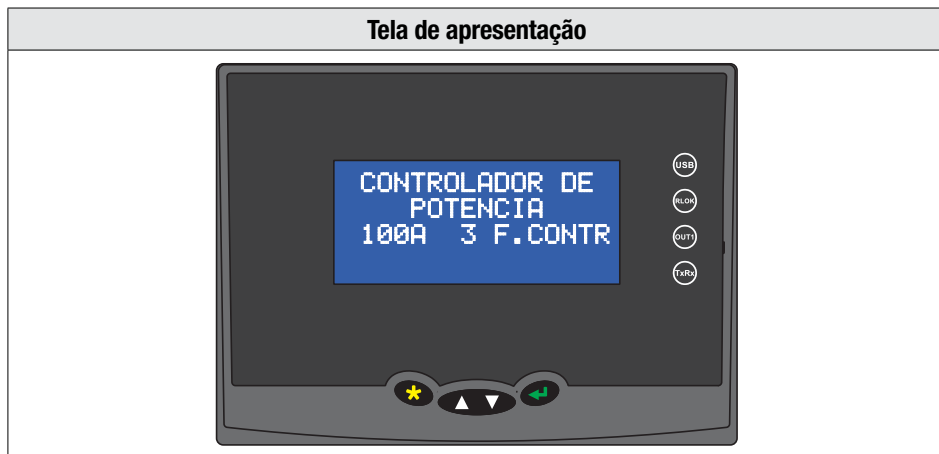 Tela de apresentação
CONTROLADOR DE
POTENCIA
100A 3 F.CONTR
USB
RLOK
OUT1
TxRx